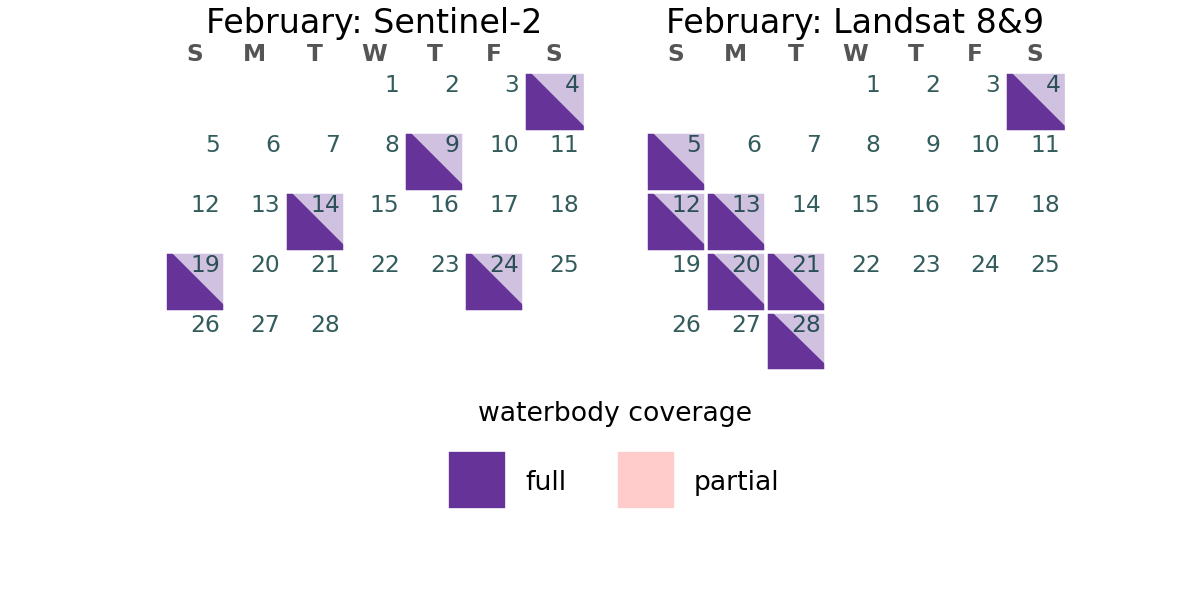 February: Sentinel-2
S M T W T F S
1 2 3 4
5 6 7 8 9 10 11
12 13 14 15 16 17 18
19 20 21 22 23 24 25
26 27 28
February: Landsat 8&9
S M T W T F S
1 2 3 4
5 6 7 8 9 10 11
12 13 14 15 16 17 18
19 20 21 22 23 24 25
26 27 28
waterbody coverage
full partial